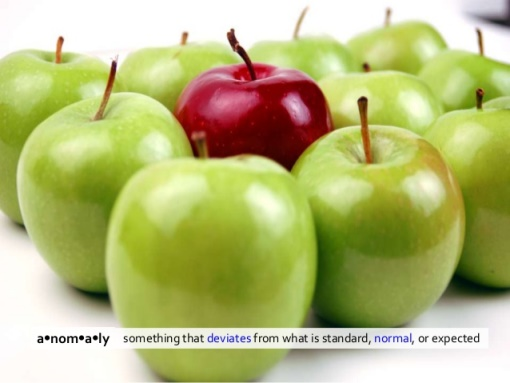 a•nom•a•ly something that deviates from what is standard, normal, or expected